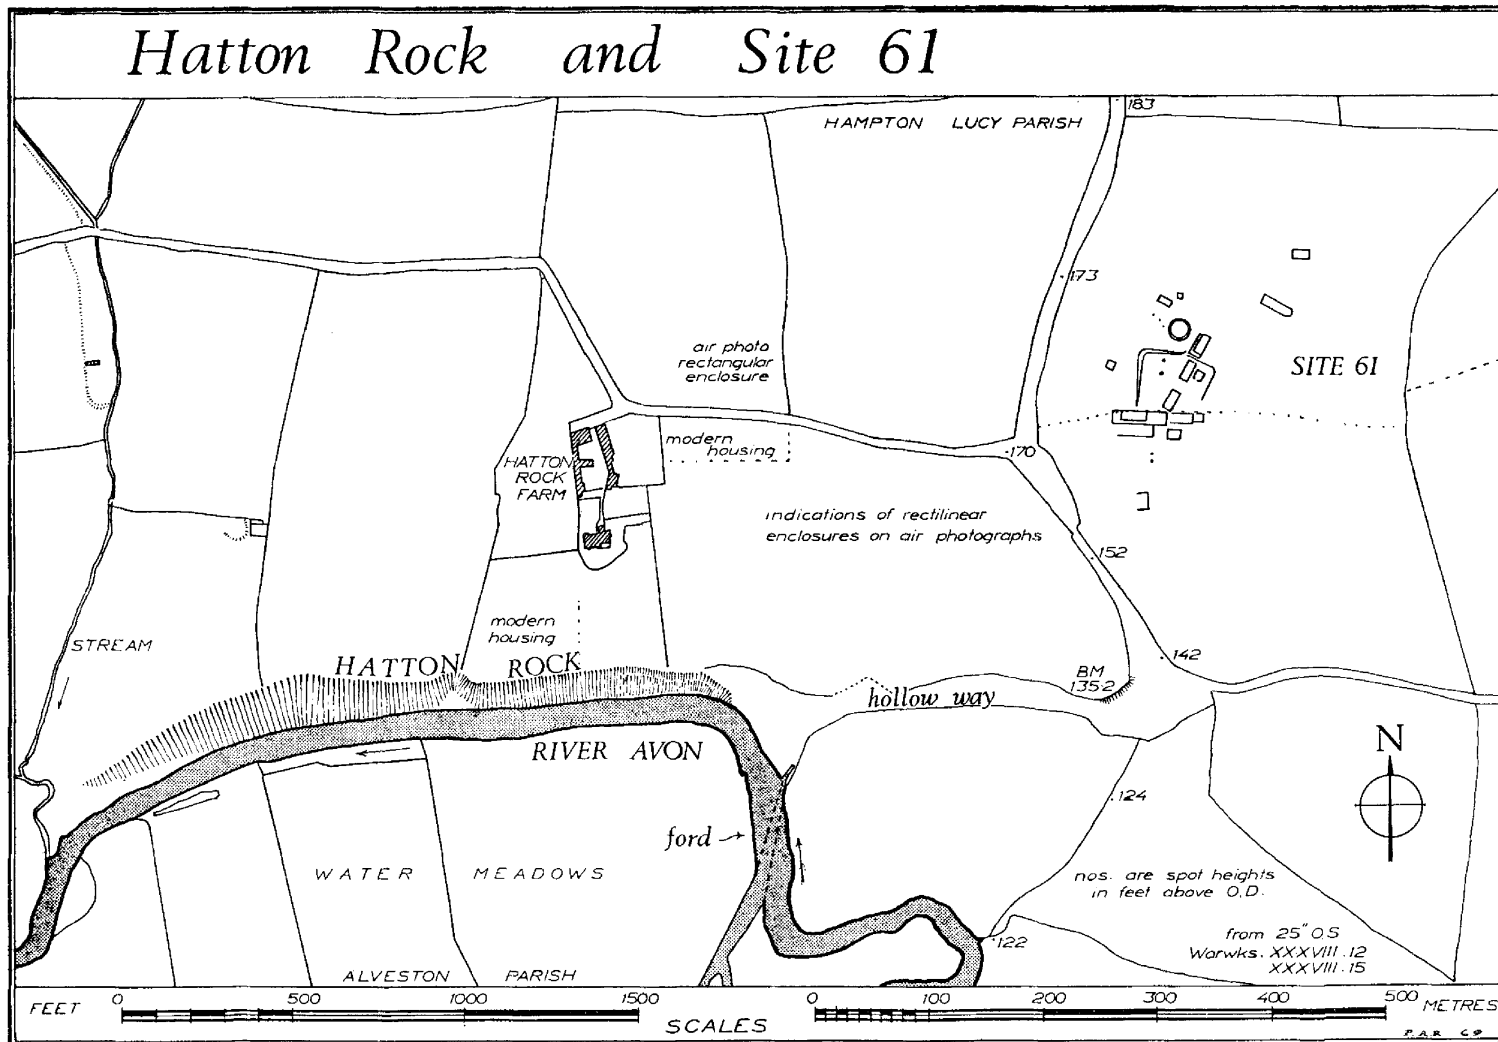 Hatton Rock and Site 61
183
HAMPTON LUCY PARISH
173
air photo
rectangular
enclosure
SITE 61
modern
housing
170
HATTON
ROCK
FARM
indications of rectilinear
enclosures on air photographs
152
modern
housing
STREAM
142
HATTON ROCK
BM
135·2
hollow way
N
RIVER AVON
124
ford
WATER MEADOWS
nos. are spot heights
in feet above O.D.
122
from 25" O.S
Warwks. XXXVIII.12
XXXVIII.15
ALVESTON PARISH
FEET 0 500 1000 1500 0 100 200 300 400 500 METRES
SCALES
P.A.R. 69